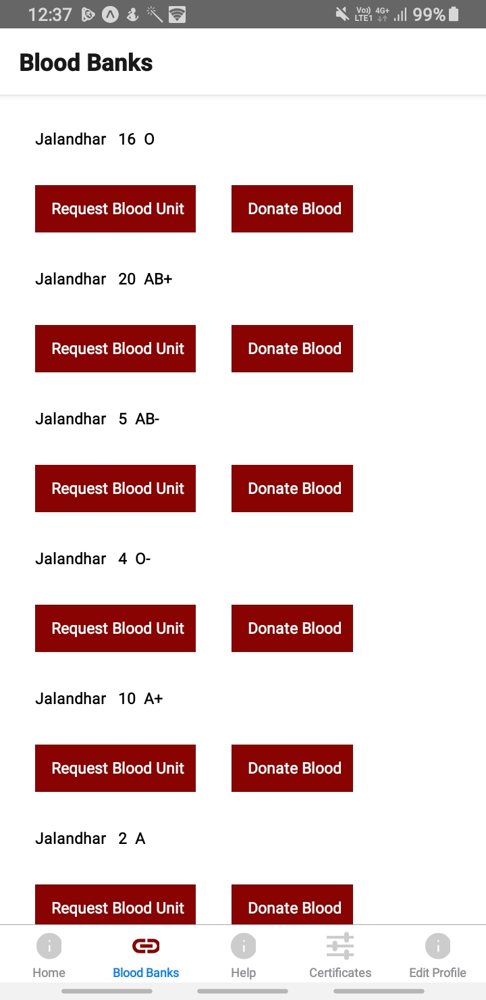 12:37 Vo)) LTE1 4G+ 99%
Blood Banks
Jalandhar 16 O
Request Blood Unit Donate Blood
Jalandhar 20 AB+
Request Blood Unit Donate Blood
Jalandhar 5 AB-
Request Blood Unit Donate Blood
Jalandhar 4 O-
Request Blood Unit Donate Blood
Jalandhar 10 A+
Request Blood Unit Donate Blood
Jalandhar 2 A
Request Blood Unit Donate Blood
Home Blood Banks Help Certificates Edit Profile